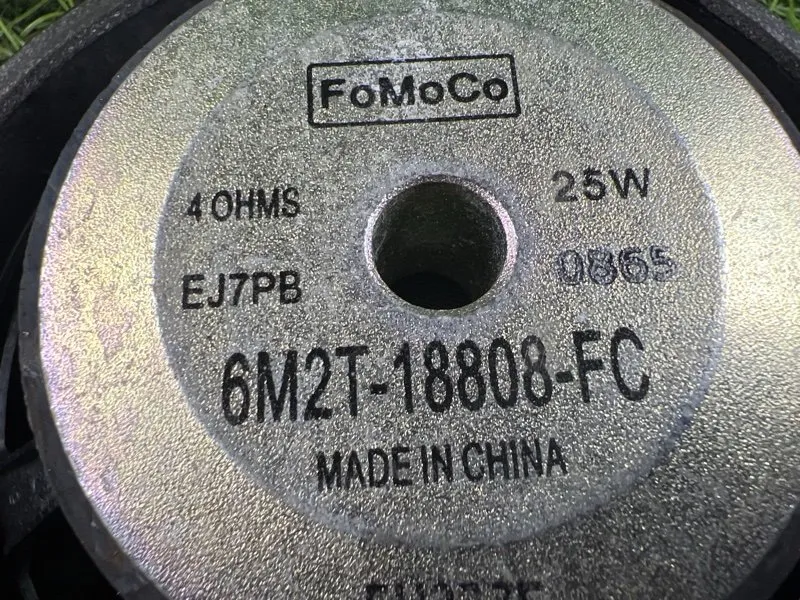 FoMoCo
4 OHMS 25W
EJ7PB 0865
6M2T-18808-FC
MADE IN CHINA